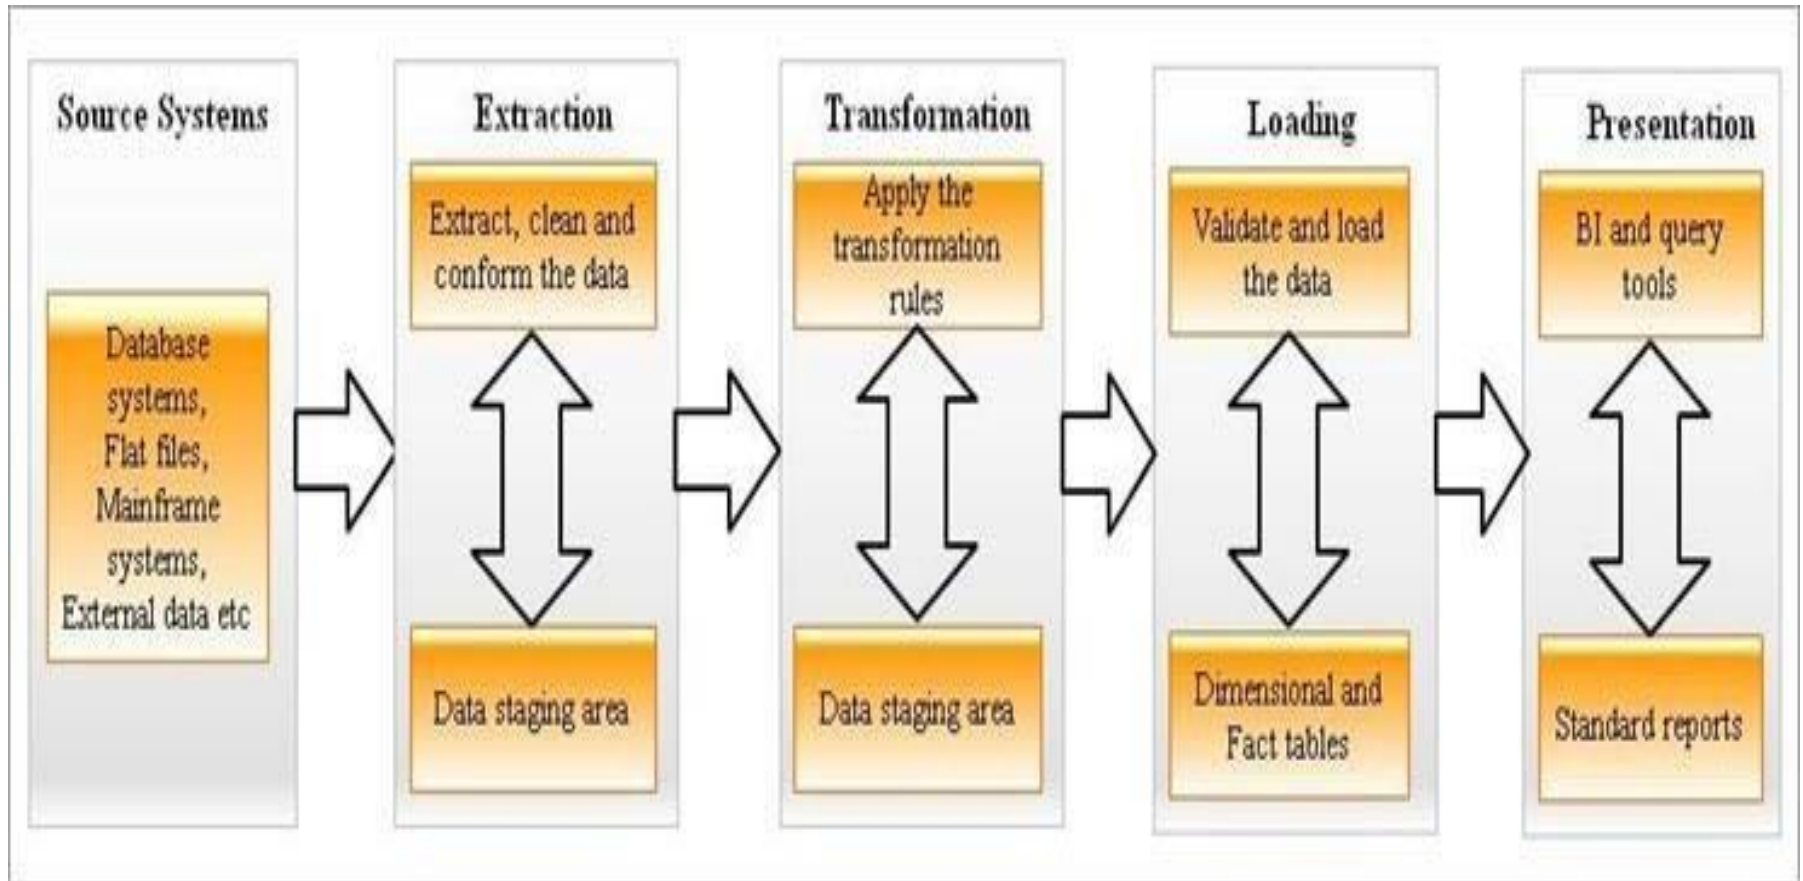 Source Systems
Database
systems,
Flat files,
Mainframe
systems,
External data etc
Extraction
Extract, clean and
conform the data
Data staging area
Transformation
Apply the
transformation
rules
Data staging area
Loading
Validate and load
the data
Dimensional and
Fact tables
Presentation
BI and query
tools
Standard reports